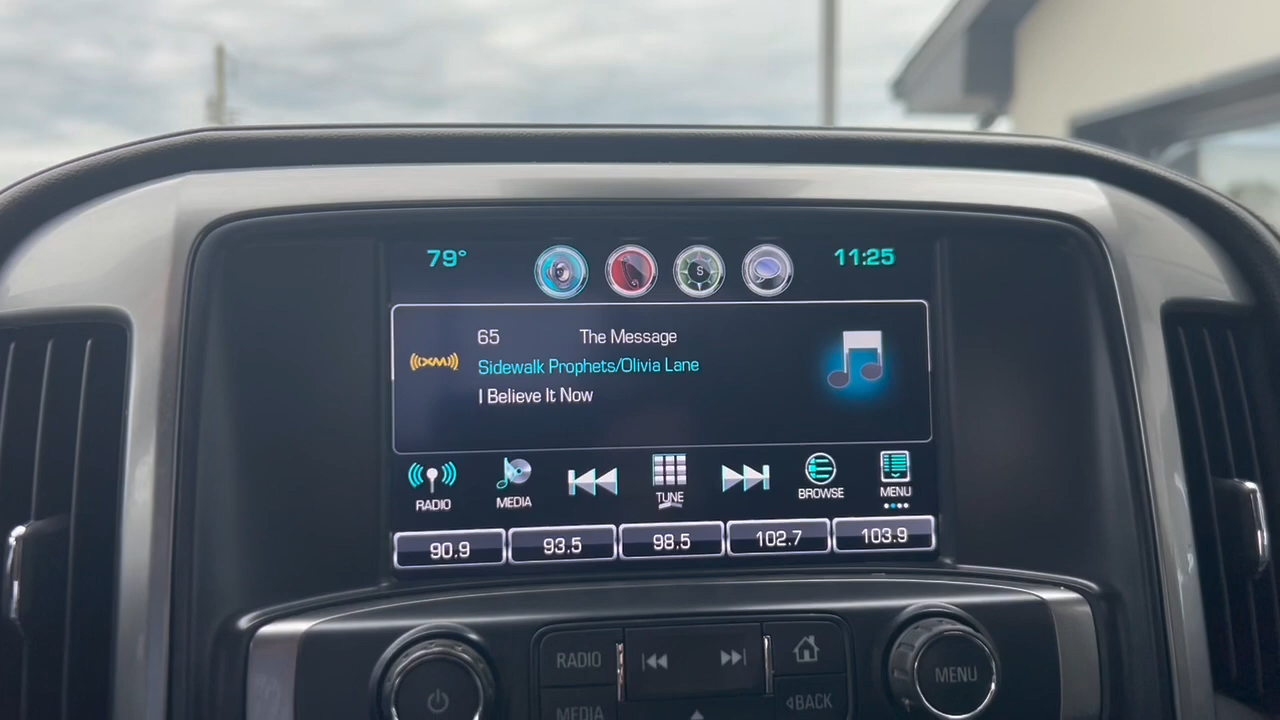 79° S 11:25
65 The Message
((XM)) Sidewalk Prophets/Olivia Lane
I Believe It Now
RADIO MEDIA TUNE BROWSE MENU
90.9 93.5 98.5 102.7 103.9
RADIO MENU
MEDIA BACK